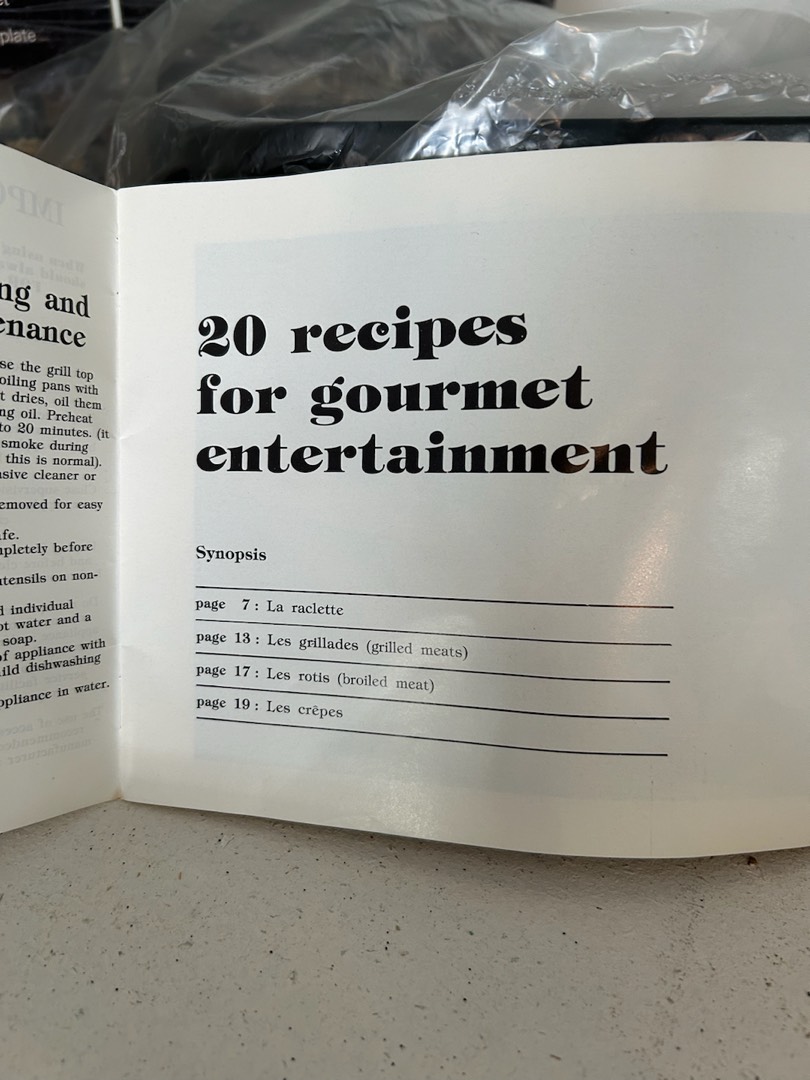 plate
ng and
enance
se the grill top
oiling pans with
t dries, oil them
ng oil. Preheat
to 20 minutes. (it
smoke during
this is normal).
sive cleaner or
emoved for easy
fe.
pletely before
tensils on non-
d individual
ot water and a
soap.
of appliance with
ild dishwashing
ppliance in water.
20 recipes
for gourmet
entertainment
Synopsis
page 7 : La raclette
page 13 : Les grillades (grilled meats)
page 17 : Les rotis (broiled meat)
page 19 : Les crêpes